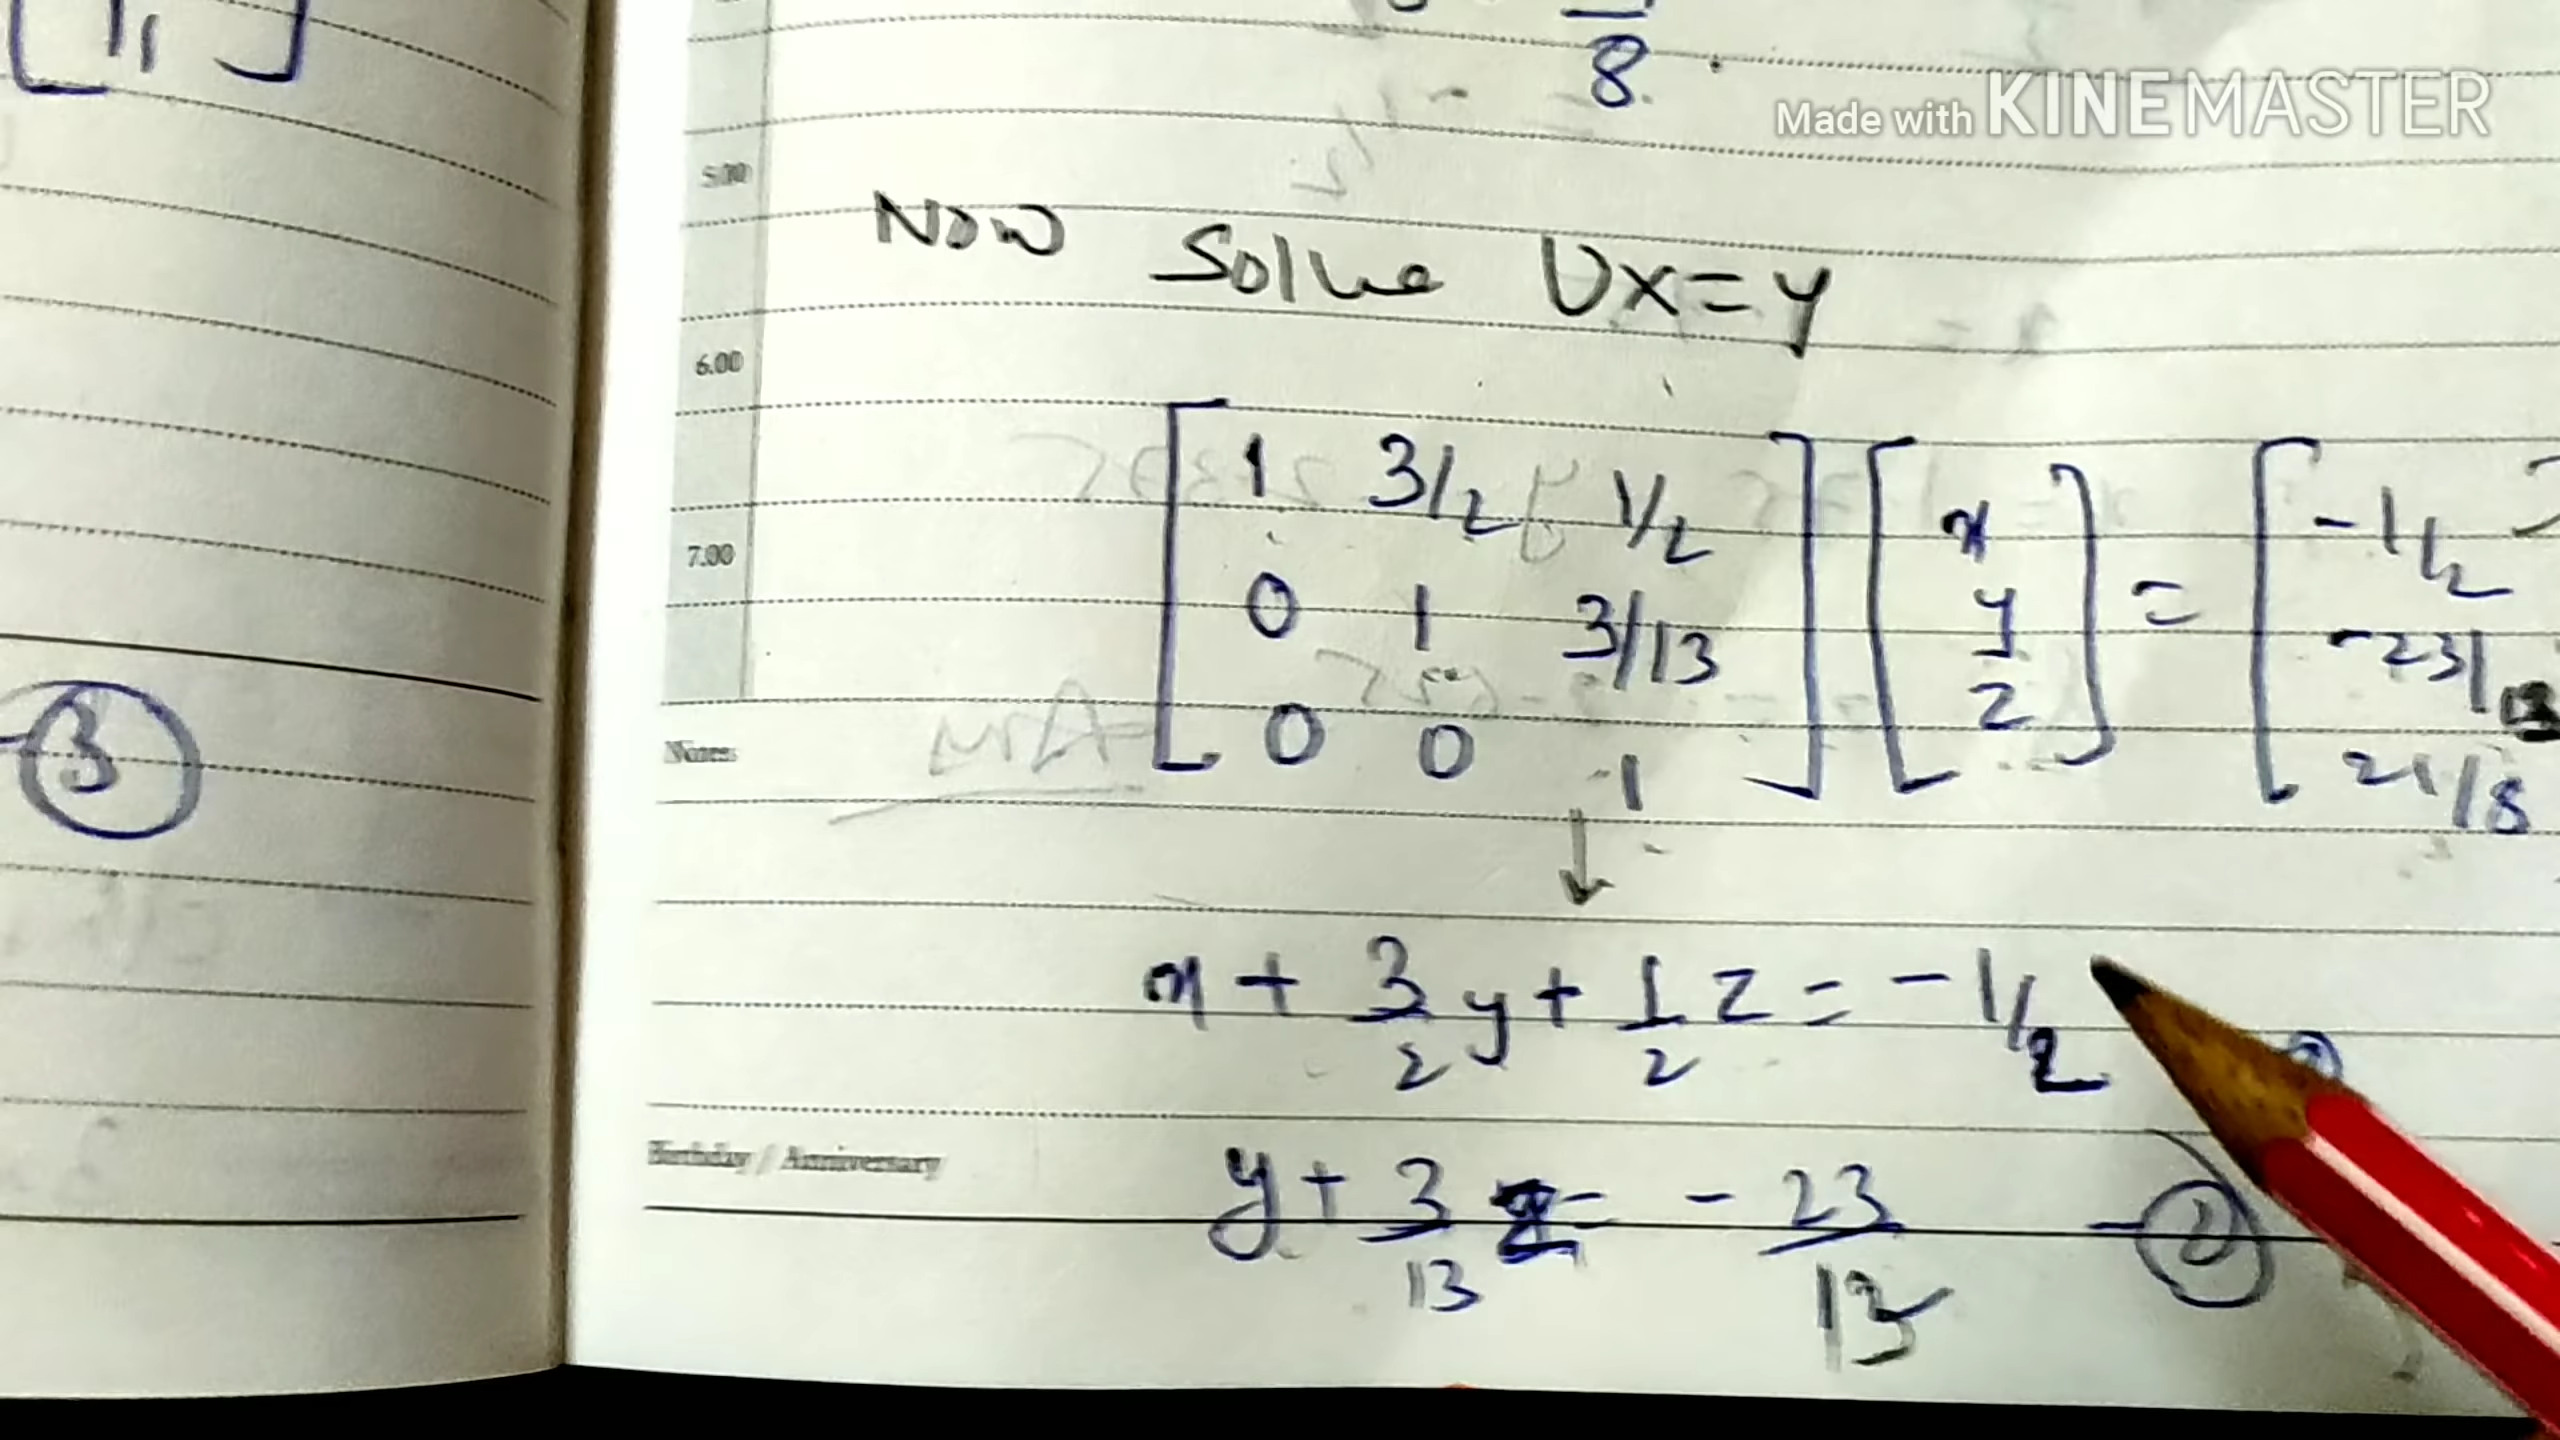 8
Made with KINEMASTER
5.00
Now Solve UX=Y
6.00
1 3/2 1/2
0 1 3/13
0 0 1
x
y
z
=
-1/2
-23/13
21/8
7.00
Notes
3
x + 3/2 y + 1/2 z = -1/2
Birthday / Anniversary
y + 3/13 z = - 23/13 - 2